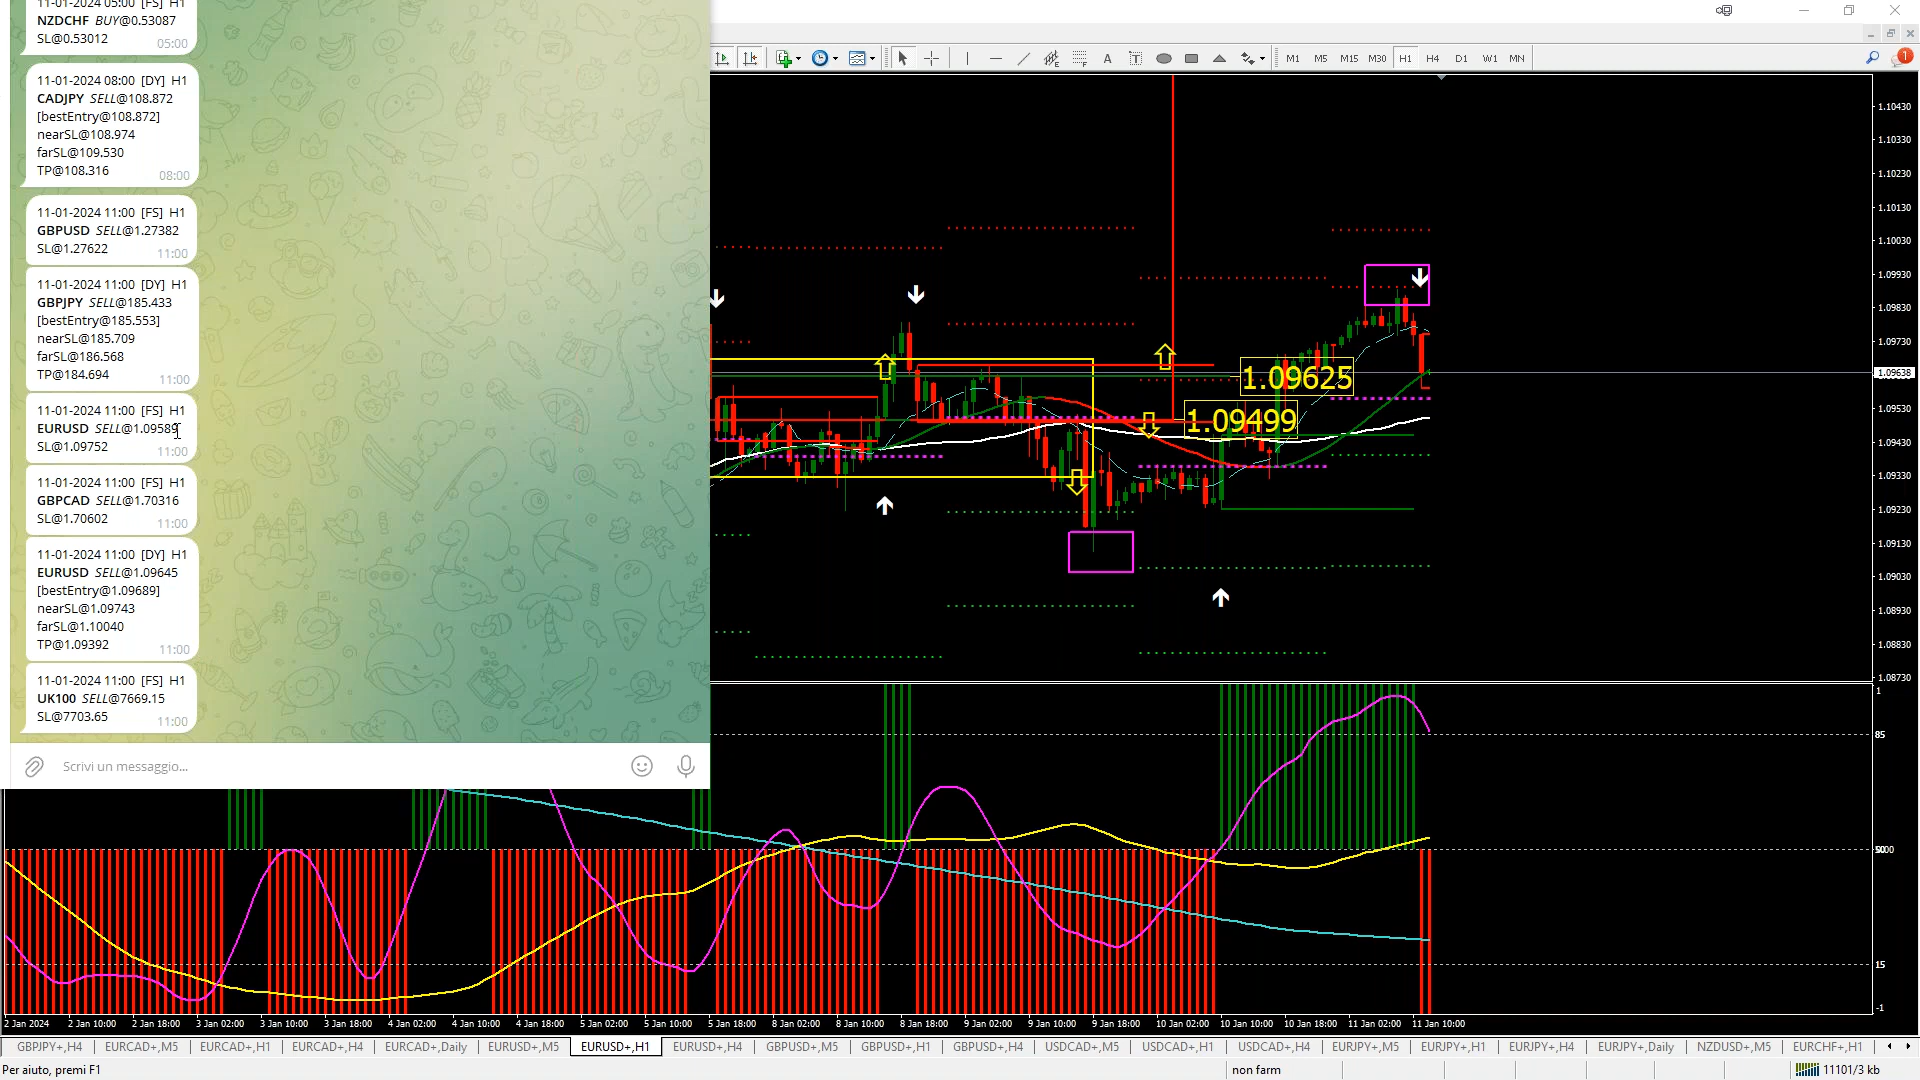 11-01-2024 05:00 [FS] H1
NZDCHF BUY@0.53087
SL@0.53012
05:00
11-01-2024 08:00 [DY] H1
CADJPY SELL@108.872
[bestEntry@108.872]
nearSL@108.974
farSL@109.530
TP@108.316
08:00
11-01-2024 11:00 [FS] H1
GBPUSD SELL@1.27382
SL@1.27622
11:00
11-01-2024 11:00 [DY] H1
GBPJPY SELL@185.433
[bestEntry@185.553]
nearSL@185.709
farSL@186.568
TP@184.694
11:00
11-01-2024 11:00 [FS] H1
EURUSD SELL@1.09589
SL@1.09752
11:00
11-01-2024 11:00 [FS] H1
GBPCAD SELL@1.70316
SL@1.70602
11:00
11-01-2024 11:00 [DY] H1
EURUSD SELL@1.09645
[bestEntry@1.09689]
nearSL@1.09743
farSL@1.10040
TP@1.09392
11:00
11-01-2024 11:00 [FS] H1
UK100 SELL@7669.15
SL@7703.65
11:00
Scrivi un messaggio...
A T M1 M5 M15 M30 H1 H4 D1 W1 MN 1
1.10430
1.10330
1.10230
1.10130
1.10030
1.09930
1.09830
1.09730
1.09638
1.09530
1.09430
1.09330
1.09230
1.09130
1.09030
1.08930
1.08830
1.08730
1.09625
1.09499
1
85
15
-1
2 Jan 2024 2 Jan 10:00 2 Jan 18:00 3 Jan 02:00 3 Jan 10:00 3 Jan 18:00 4 Jan 02:00 4 Jan 10:00 4 Jan 18:00 5 Jan 02:00 5 Jan 10:00 5 Jan 18:00 8 Jan 02:00 8 Jan 10:00 8 Jan 18:00 9 Jan 02:00 9 Jan 10:00 9 Jan 18:00 10 Jan 02:00 10 Jan 10:00 10 Jan 18:00 11 Jan 02:00 11 Jan 10:00
GBPJPY+,H4 EURCAD+,M5 EURCAD+,H1 EURCAD+,H4 EURCAD+,Daily EURUSD+,M5 EURUSD+,H1 EURUSD+,H4 GBPUSD+,M5 GBPUSD+,H1 GBPUSD+,H4 USDCAD+,M5 USDCAD+,H1 USDCAD+,H4 EURJPY+,M5 EURJPY+,H1 EURJPY+,H4 EURJPY+,Daily NZDUSD+,M5 EURCHF+,H1
Per aiuto, premi F1
non farm
11101/3 kb